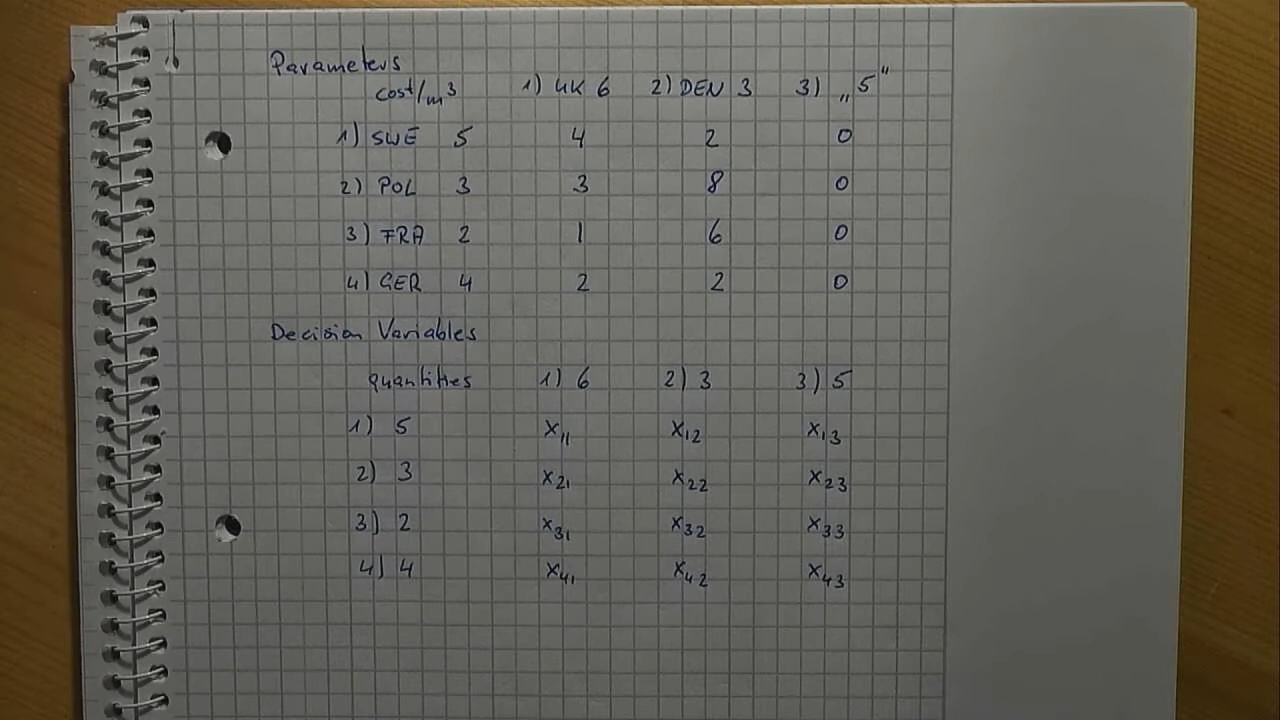 Parameters
cost/m³ 1) UK 6 2) DEN 3 3) „5"
1) SWE 5 4 2 0
2) POL 3 3 8 0
3) FRA 2 1 6 0
4) GER 4 2 2 0
Decision Variables
quantities 1) 6 2) 3 3) 5
1) 5 x₁₁ x₁₂ x₁₃
2) 3 x₂₁ x₂₂ x₂₃
3) 2 x₃₁ x₃₂ x₃₃
4) 4 x₄₁ x₄₂ x₄₃